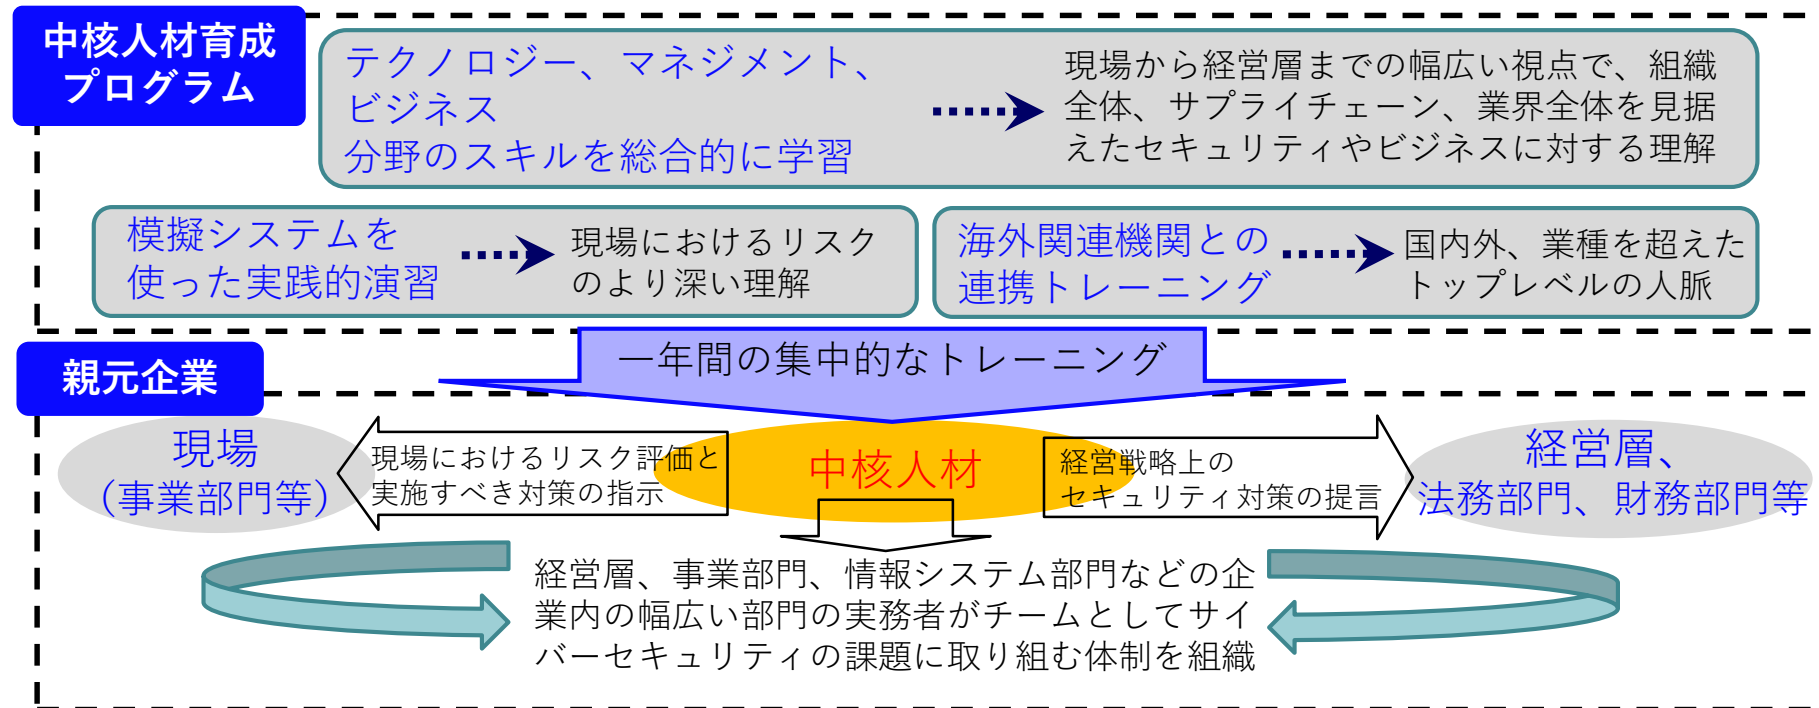 中核人材育成
プログラム
テクノロジー、マネジメント、
ビジネス
分野のスキルを総合的に学習
現場から経営層までの幅広い視点で、組織
全体、サプライチェーン、業界全体を見据
えたセキュリティやビジネスに対する理解
模擬システムを
使った実践的演習
現場におけるリスク
のより深い理解
海外関連機関との
連携トレーニング
国内外、業種を超えた
トップレベルの人脈
一年間の集中的なトレーニング
親元企業
現場
（事業部門等）
現場におけるリスク評価と
実施すべき対策の指示
中核人材
経営戦略上の
セキュリティ対策の提言
経営層、
法務部門、財務部門等
経営層、事業部門、情報システム部門などの企
業内の幅広い部門の実務者がチームとしてサイ
バーセキュリティの課題に取り組む体制を組織